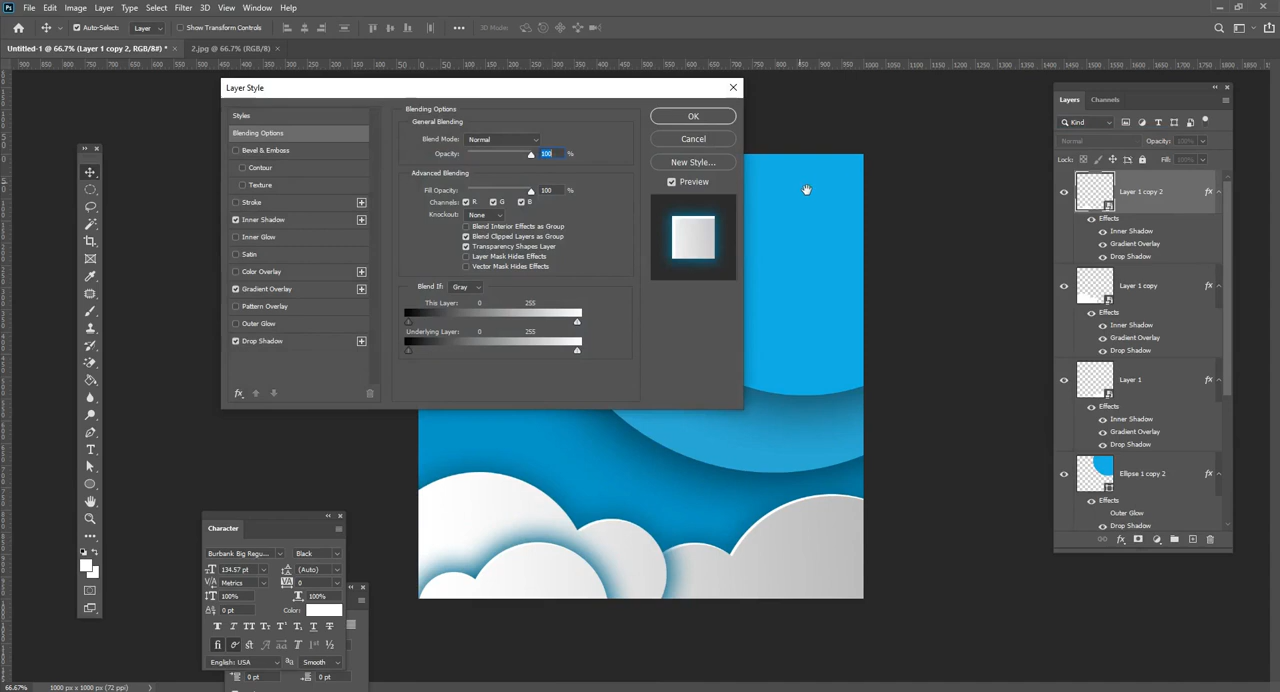 Ps File Edit Image Layer Type Select Filter 3D View Window Help
Auto-Select: Layer Show Transform Controls 3D Mode:
Untitled-1 @ 66.7% (Layer 1 copy 2, RGB/8#) * × 2.jpg @ 66.7% (RGB/8) ×
Layer Style
Styles
Blending Options
Bevel & Emboss
Contour
Texture
Stroke
Inner Shadow
Inner Glow
Satin
Color Overlay
Gradient Overlay
Pattern Overlay
Outer Glow
Drop Shadow
fx
Blending Options
General Blending
Blend Mode: Normal
Opacity: 100 %
Advanced Blending
Fill Opacity: 100 %
Channels: R G B
Knockout: None
Blend Interior Effects as Group
Blend Clipped Layers as Group
Transparency Shapes Layer
Layer Mask Hides Effects
Vector Mask Hides Effects
Blend If: Gray
This Layer: 0 255
Underlying Layer: 0 255
OK
Cancel
New Style...
Preview
Layers Channels
Kind
Normal Opacity: 100%
Lock: Fill: 100%
Layer 1 copy 2 fx
Effects
Inner Shadow
Gradient Overlay
Drop Shadow
Layer 1 copy fx
Effects
Inner Shadow
Gradient Overlay
Drop Shadow
Layer 1 fx
Effects
Inner Shadow
Gradient Overlay
Drop Shadow
Ellipse 1 copy 2 fx
Effects
Outer Glow
Drop Shadow
Character
Burbank Big Regu... Black
134.57 pt (Auto)
Metrics 0
100% 100%
0 pt Color:
English: USA Smooth
0 pt 0 pt
66.67% 1000 px x 1000 px (72 ppi)